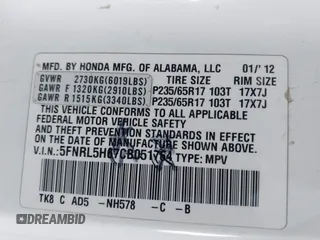 MFD. BY HONDA MFG. OF ALABAMA, LLC 01/'12
GVWR 2730KG(6019LBS) TIRE SIZE RIM SIZE
GAWR F 1320KG(2910LBS) P235/65R17 103T 17X7J
GAWR R 1515KG(3340LBS) P235/65R17 103T 17X7J
THIS VEHICLE CONFORMS TO ALL APPLICABLE
FEDERAL MOTOR VEHICLE SAFETY AND
THEFT PREVENTION STANDARDS IN EFFECT ON
THE DATE OF MANUFACTURE SHOWN ABOVE.
V.I.N.: TYPE: MPV
TK8 C AD5 -NH578 -C -B
DREAMBID
dreambid.com